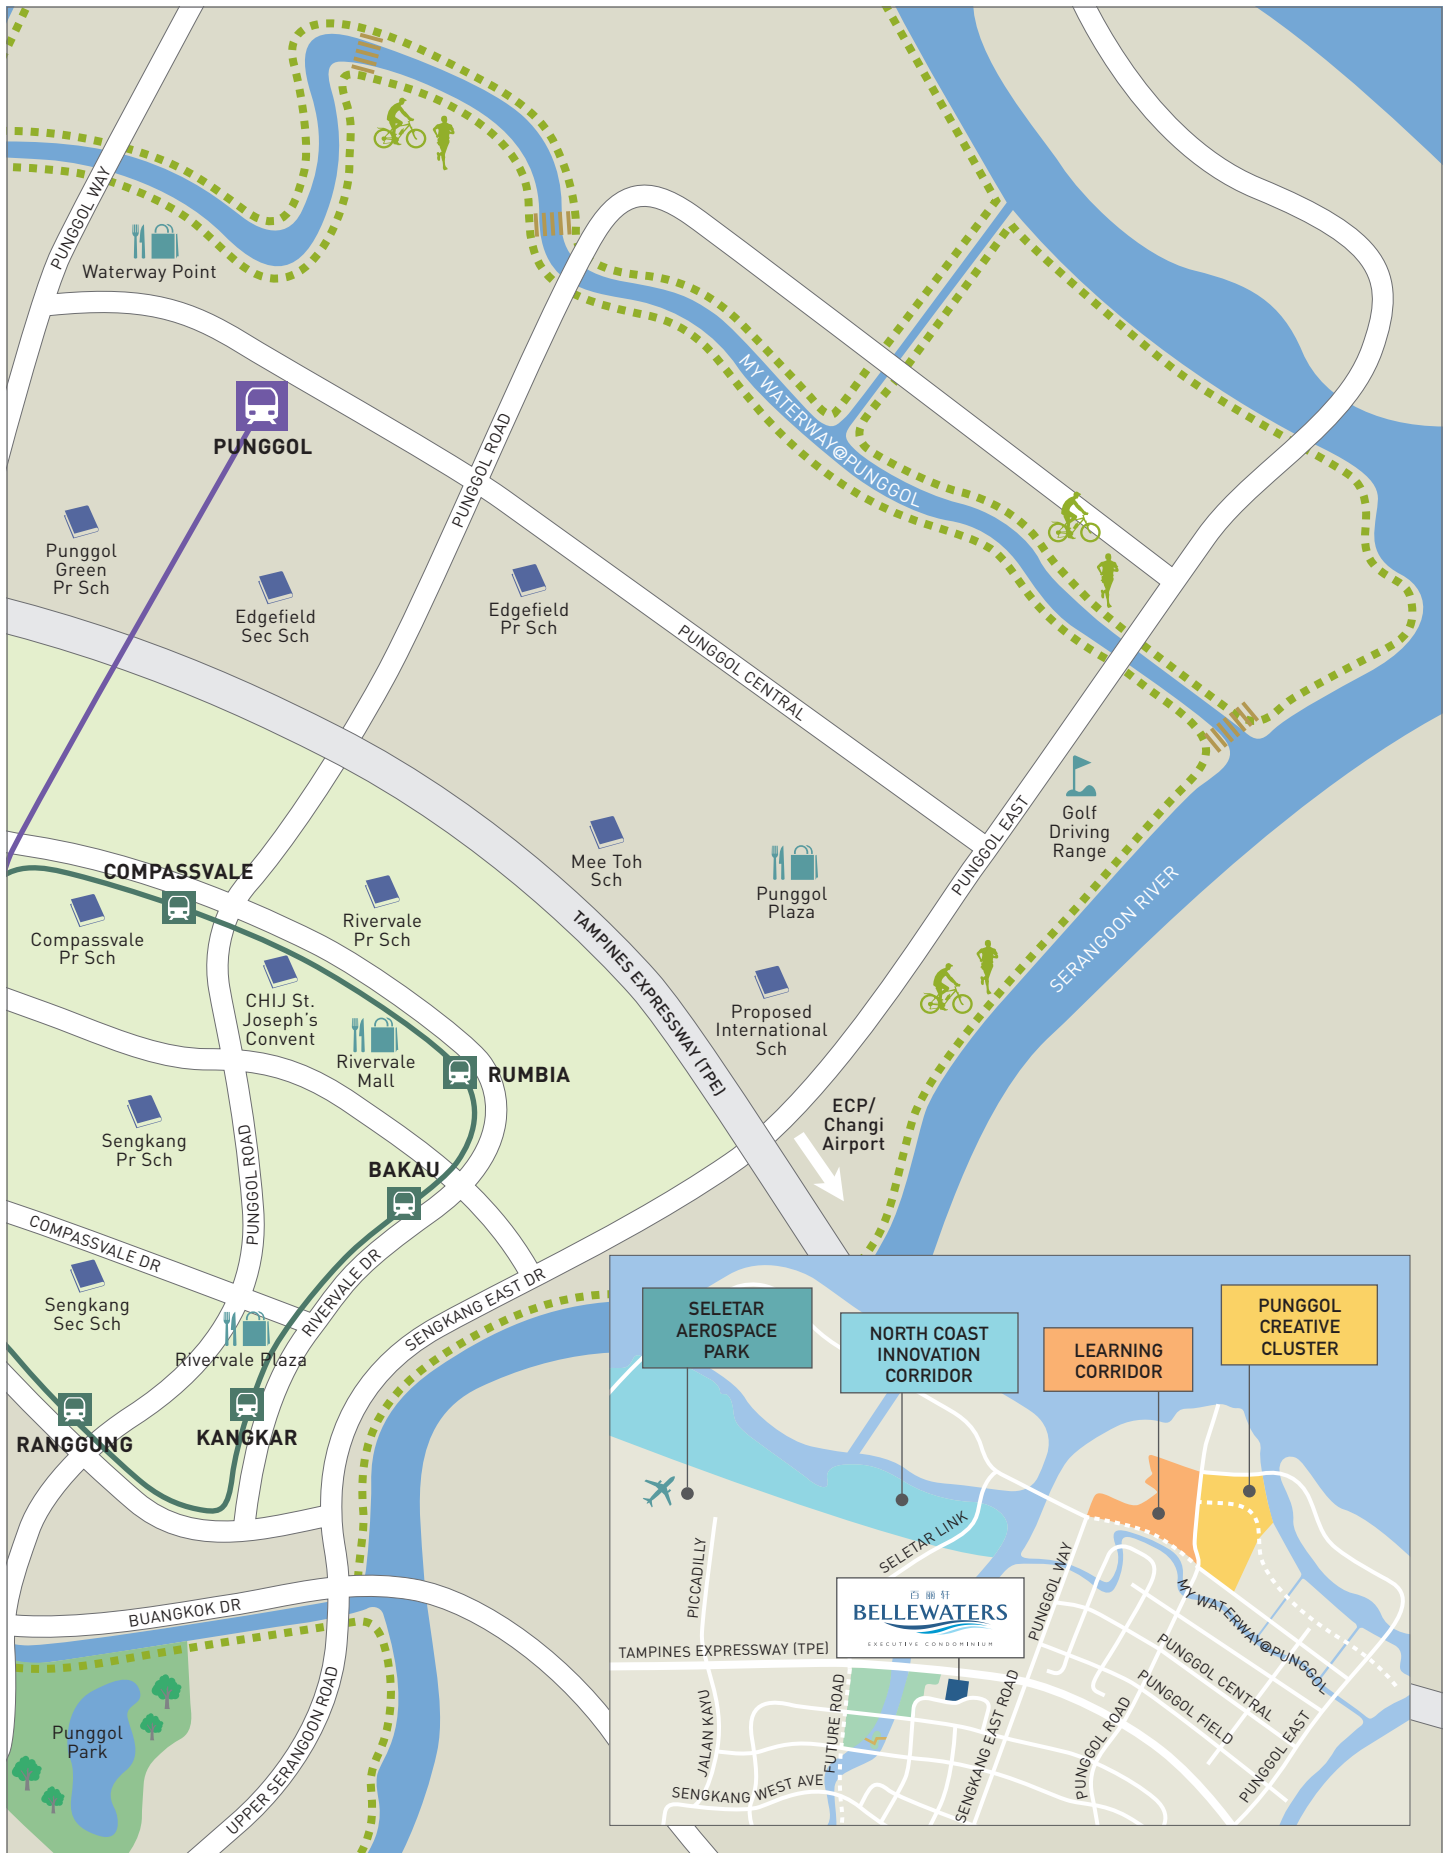 PUNGGOL WAY
Waterway Point
PUNGGOL
PUNGGOL ROAD
MY WATERWAY@PUNGGOL
Punggol
Green
Pr Sch
Edgefield
Sec Sch
Edgefield
Pr Sch
PUNGGOL CENTRAL
Golf
Driving
Range
PUNGGOL EAST
Mee Toh
Sch
Punggol
Plaza
COMPASSVALE
Compassvale
Pr Sch
Rivervale
Pr Sch
TAMPINES EXPRESSWAY (TPE)
SERANGOON RIVER
CHIJ St.
Joseph's
Convent
Rivervale
Mall
RUMBIA
Proposed
International
Sch
Sengkang
Pr Sch
BAKAU
ECP/
Changi
Airport
PUNGGOL ROAD
COMPASSVALE DR
Sengkang
Sec Sch
Rivervale Plaza
RIVERVALE DR
SENGKANG EAST DR
RANGGUNG
KANGKAR
BUANGKOK DR
Punggol
Park
UPPER SERANGOON ROAD
SELETAR
AEROSPACE
PARK
NORTH COAST
INNOVATION
CORRIDOR
LEARNING
CORRIDOR
PUNGGOL
CREATIVE
CLUSTER
PICCADILLY
SELETAR LINK
PUNGGOL WAY
百丽轩
BELLEWATERS
EXECUTIVE CONDOMINIUM
MY WATERWAY@PUNGGOL
TAMPINES EXPRESSWAY (TPE)
JALAN KAYU
FUTURE ROAD
SENGKANG WEST AVE
SENGKANG EAST ROAD
PUNGGOL ROAD
PUNGGOL CENTRAL
PUNGGOL FIELD
PUNGGOL EAST